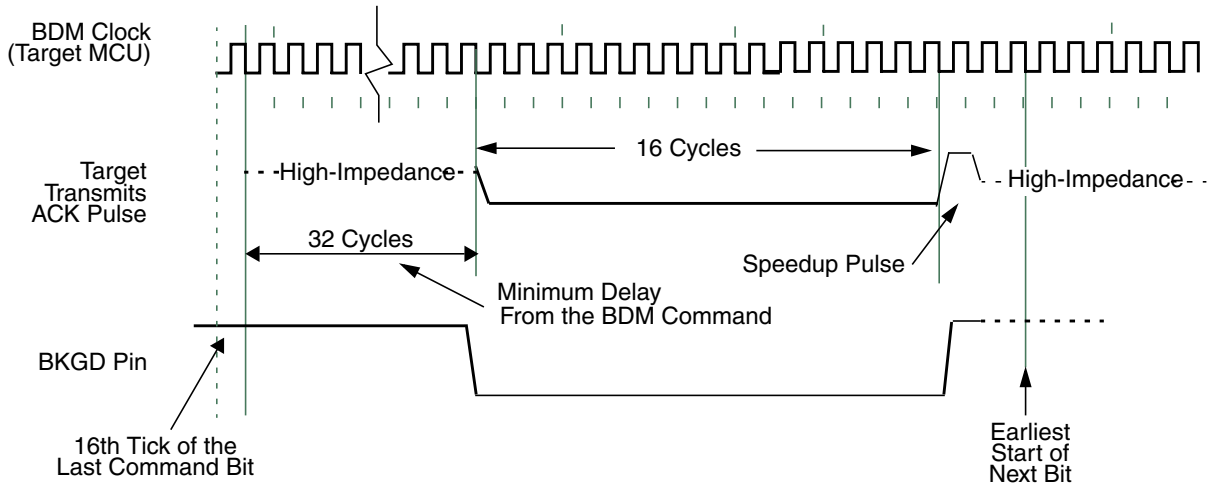 BDM Clock
(Target MCU)
16 Cycles
Target
Transmits
ACK Pulse
High-Impedance
High-Impedance
32 Cycles
Speedup Pulse
Minimum Delay
From the BDM Command
BKGD Pin
16th Tick of the
Last Command Bit
Earliest
Start of
Next Bit